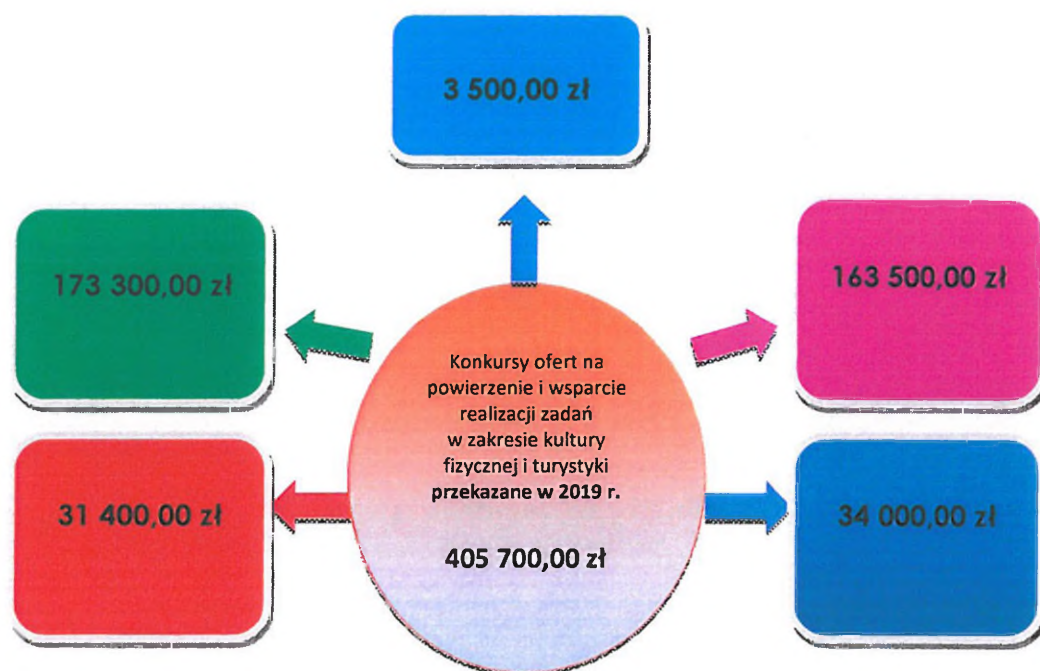 3 500,00 zł
173 300,00 zł
163 500,00 zł
Konkursy ofert na
powierzenie i wsparcie
realizacji zadań
w zakresie kultury
fizycznej i turystyki
przekazane w 2019 r.
405 700,00 zł
31 400,00 zł
34 000,00 zł